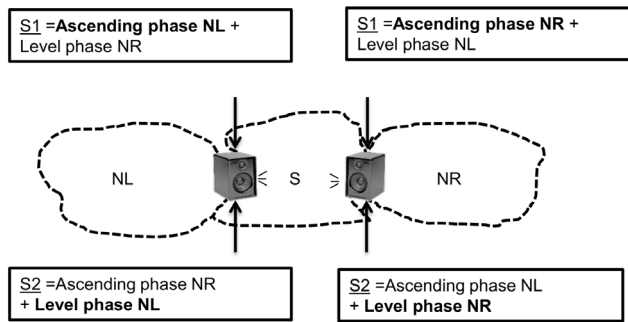 S1 =Ascending phase NL +
Level phase NR
S1 =Ascending phase NR +
Level phase NL
NL
S
NR
S2 =Ascending phase NR
+ Level phase NL
S2 =Ascending phase NL
+ Level phase NR